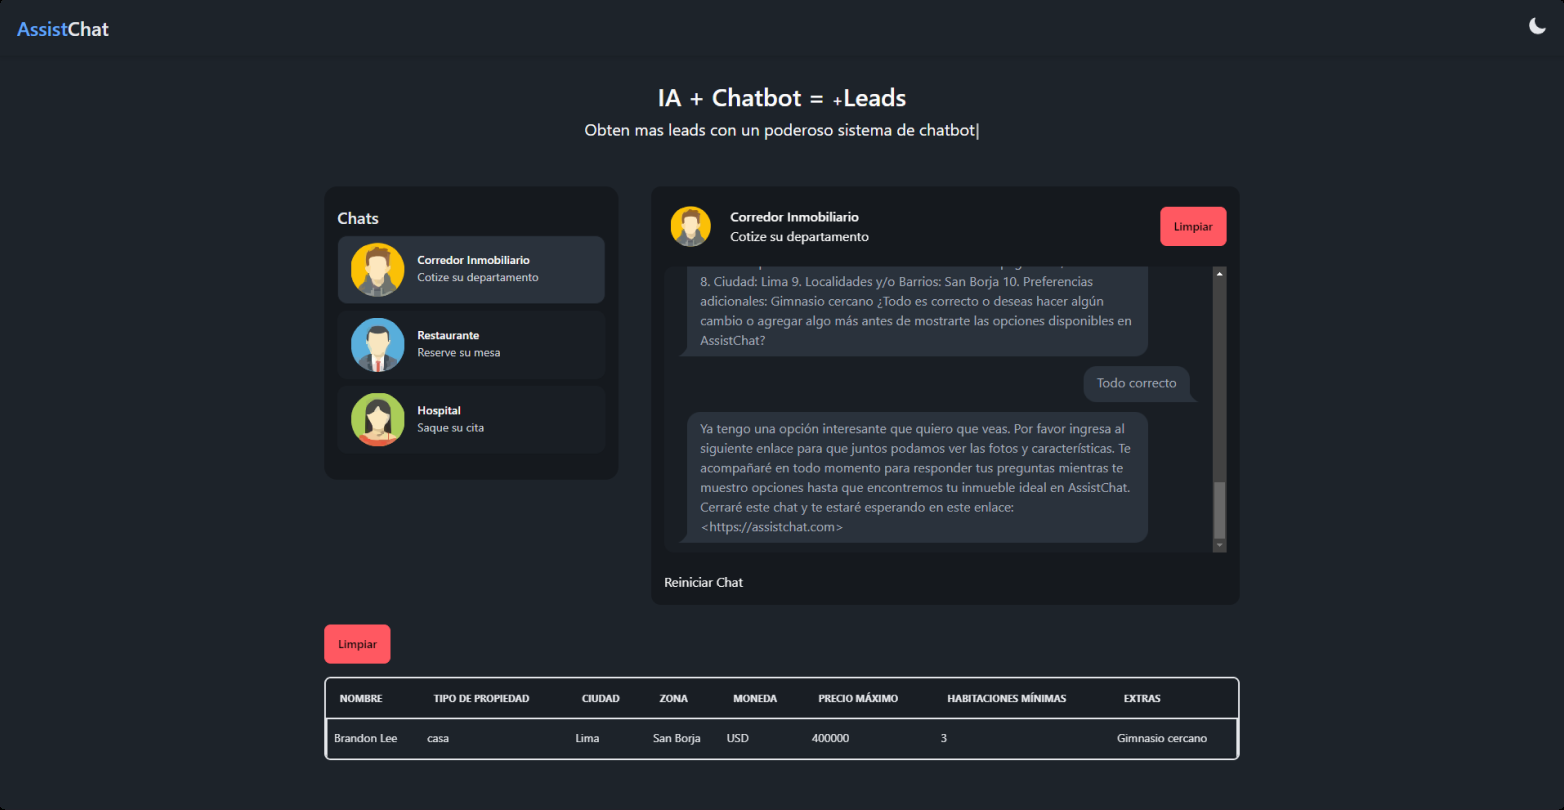 AssistChat
IA + Chatbot = +Leads
Obten mas leads con un poderoso sistema de chatbot|
Chats
Corredor Inmobiliario
Cotize su departamento
Restaurante
Reserve su mesa
Hospital
Saque su cita
Corredor Inmobiliario
Cotize su departamento
Limpiar
8. Ciudad: Lima 9. Localidades y/o Barrios: San Borja 10. Preferencias
adicionales: Gimnasio cercano ¿Todo es correcto o deseas hacer algún
cambio o agregar algo más antes de mostrarte las opciones disponibles en
AssistChat?
Todo correcto
Ya tengo una opción interesante que quiero que veas. Por favor ingresa al
siguiente enlace para que juntos podamos ver las fotos y características. Te
acompañaré en todo momento para responder tus preguntas mientras te
muestro opciones hasta que encontremos tu inmueble ideal en AssistChat.
Cerraré este chat y te estaré esperando en este enlace:
<https://assistchat.com>
Reiniciar Chat
Limpiar
NOMBRE TIPO DE PROPIEDAD CIUDAD ZONA MONEDA PRECIO MÁXIMO HABITACIONES MÍNIMAS EXTRAS
Brandon Lee casa Lima San Borja USD 400000 3 Gimnasio cercano